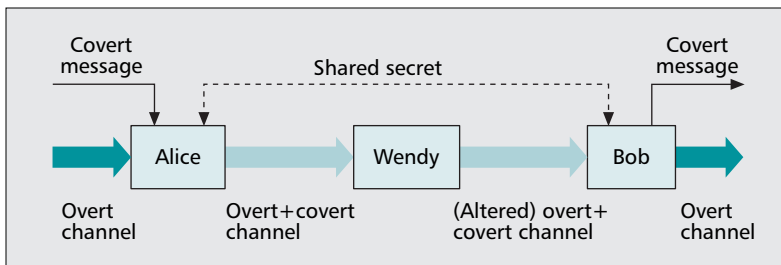 Covert
message
Shared secret
Covert
message
Alice
Wendy
Bob
Overt
channel
Overt+covert
channel
(Altered) overt+
covert channel
Overt
channel